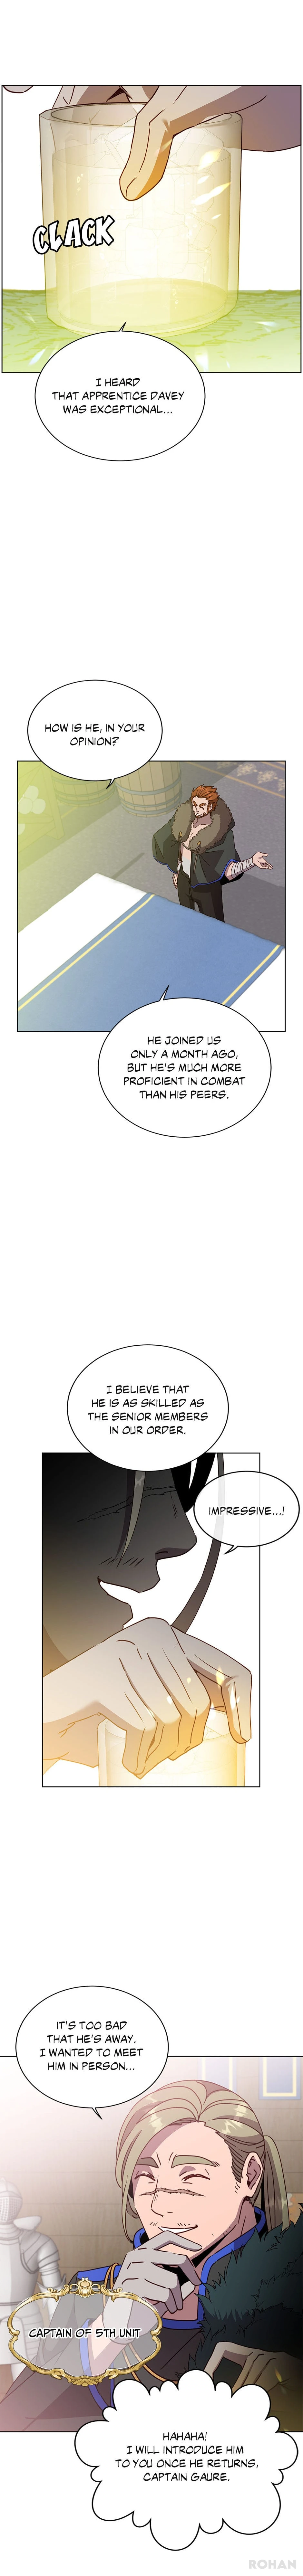 CLACK
I HEARD
THAT APPRENTICE DAVEY
WAS EXCEPTIONAL...
HOW IS HE, IN YOUR
OPINION?
HE JOINED US
ONLY A MONTH AGO,
BUT HE'S MUCH MORE
PROFICIENT IN COMBAT
THAN HIS PEERS.
I BELIEVE THAT
HE IS AS SKILLED AS
THE SENIOR MEMBERS
IN OUR ORDER.
IMPRESSIVE...!
IT'S TOO BAD
THAT HE'S AWAY.
I WANTED TO MEET
HIM IN PERSON...
CAPTAIN OF 5TH UNIT
HAHAHA!
I WILL INTRODUCE HIM
TO YOU ONCE HE RETURNS,
CAPTAIN GAURE.
ROHAN